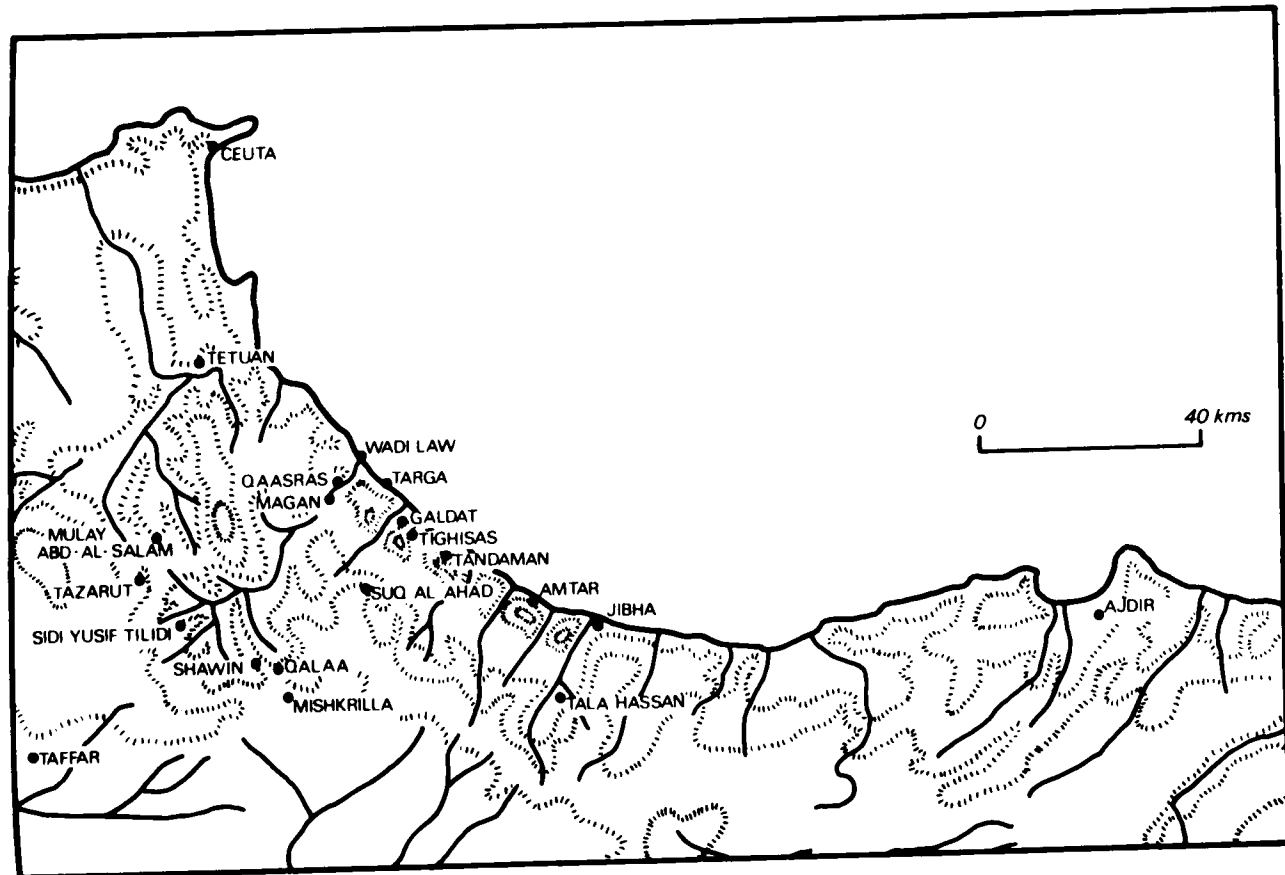 CEUTA
TETUAN
0 40 kms
WADI LAW
QAASRAS
TARGA
MAGAN
GALDAT
TIGHISAS
MULAY
ABD-AL-SALAM
TANDAMAN
TAZARUT
SUQ AL AHAD
AMTAR
JIBHA
AJDIR
SIDI YUSIF TILIDI
SHAWIN
QALAA
MISHKRILLA
TALA HASSAN
TAFFAR